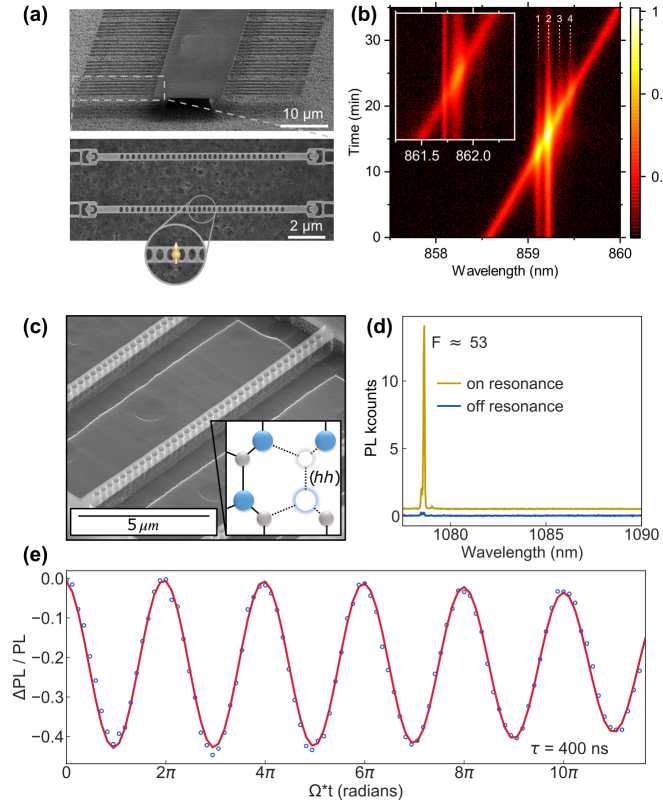 (a)
10 μm
2 μm
(b)
Time (min)
30
20
10
0
1 2 3 4
861.5 862.0
858 859 860
Wavelength (nm)
1
0.
0.
(c)
(hh)
5 μm
(d)
PL kcounts
10
5
0
F ≈ 53
on resonance
off resonance
1080 1085 1090
Wavelength (nm)
(e)
ΔPL / PL
0.0
−0.1
−0.2
−0.3
−0.4
τ = 400 ns
0 2π 4π 6π 8π 10π
Ω*t (radians)